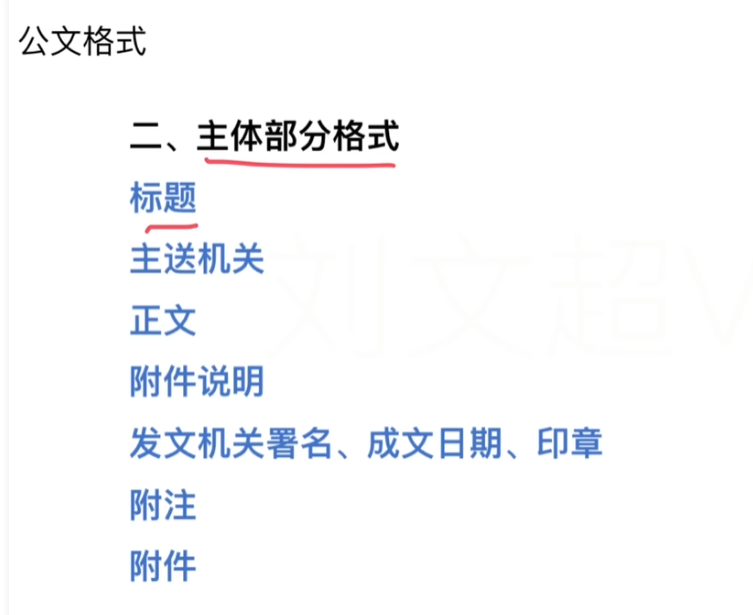 公文格式
二、主体部分格式
标题
主送机关
正文
附件说明
发文机关署名、成文日期、印章
附注
附件
刘文超V